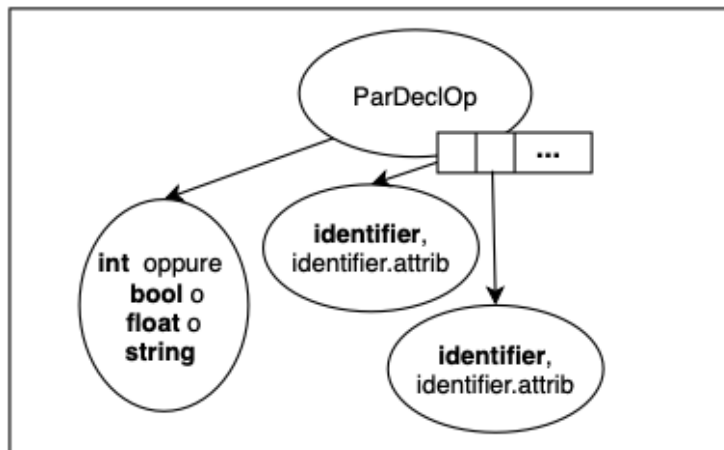 ParDeclOp
...
int oppure
bool o
float o
string
identifier,
identifier.attrib
identifier,
identifier.attrib